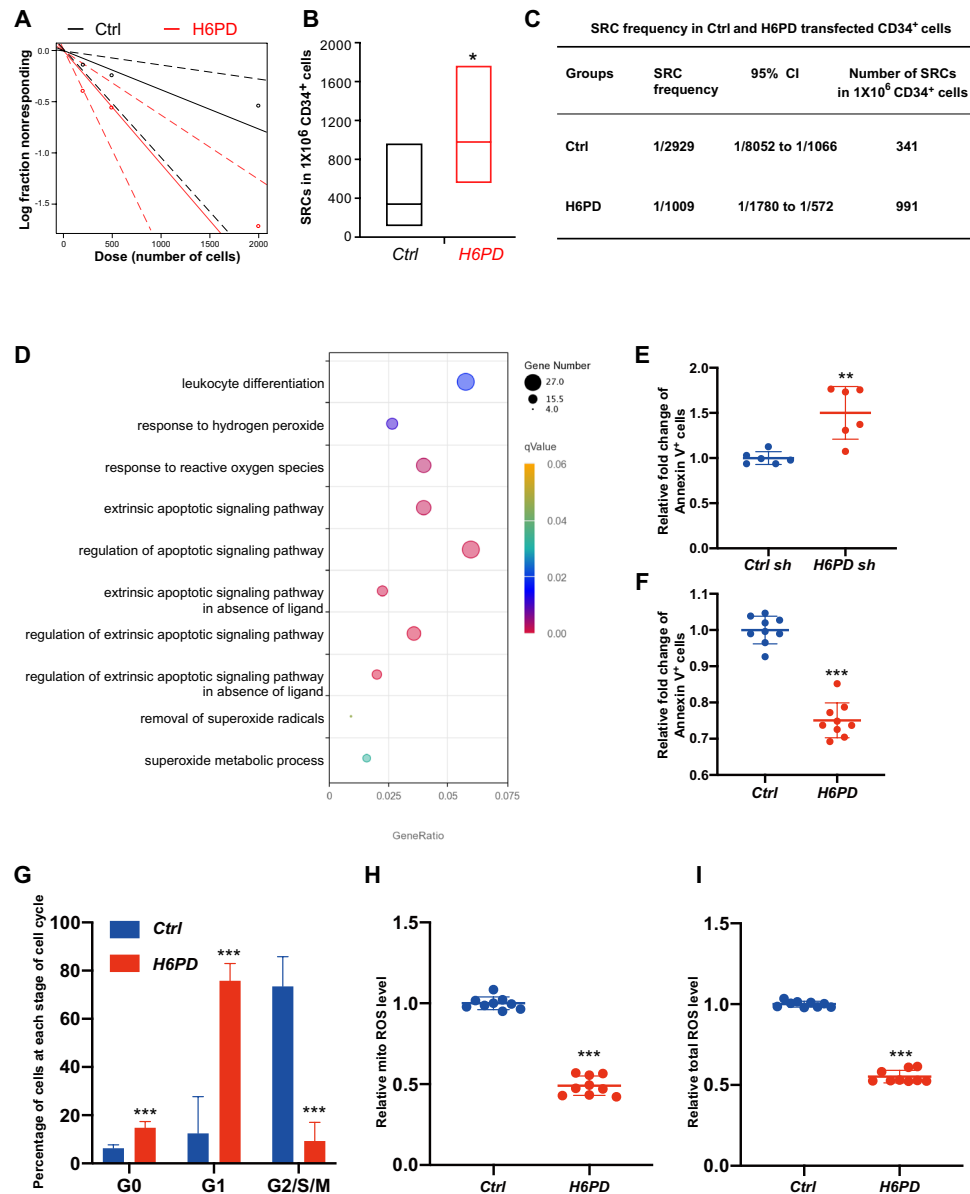 A
Ctrl
H6PD
Log fraction nonresponding
0.0
-0.5
-1.0
-1.5
0
500
1000
1500
2000
Dose (number of cells)
B
SRCs in 1X10⁶ CD34⁺ cells
2000
1600
1200
800
400
0
*
Ctrl
H6PD
C
SRC frequency in Ctrl and H6PD transfected CD34⁺ cells
Groups
SRC
frequency
95% CI
Number of SRCs
in 1X10⁶ CD34⁺ cells
Ctrl
1/2929
1/8052 to 1/1066
341
H6PD
1/1009
1/1780 to 1/572
991
D
leukocyte differentiation
response to hydrogen peroxide
response to reactive oxygen species
extrinsic apoptotic signaling pathway
regulation of apoptotic signaling pathway
extrinsic apoptotic signaling pathway
in absence of ligand
regulation of extrinsic apoptotic signaling pathway
regulation of extrinsic apoptotic signaling pathway
in absence of ligand
removal of superoxide radicals
superoxide metabolic process
0
0.025
0.05
0.075
GeneRatio
Gene Number
27.0
15.5
4.0
qValue
0.06
0.04
0.02
0.00
E
Relative fold change of
Annexin V⁺ cells
2.0
1.5
1.0
0.5
0.0
**
Ctrl sh
H6PD sh
F
Relative fold change of
Annexin V⁺ cells
1.1
1.0
0.9
0.8
0.7
0.6
***
Ctrl
H6PD
G
Percentage of cells at each stage of cell cycle
100
80
60
40
20
0
Ctrl
H6PD
***
***
***
G0
G1
G2/S/M
H
Relative mito ROS level
1.5
1.0
0.5
0.0
***
Ctrl
H6PD
I
Relative total ROS level
1.5
1.0
0.5
0.0
***
Ctrl
H6PD